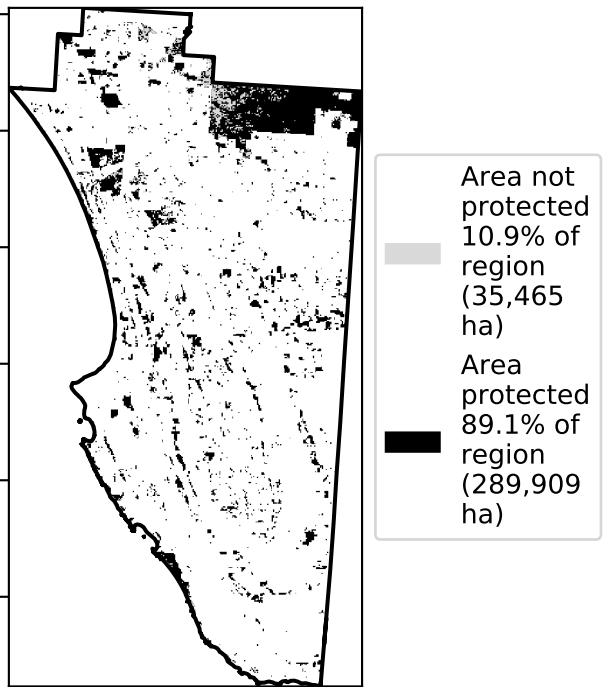 Area not
protected
10.9% of
region
(35,465
ha)
Area
protected
89.1% of
region
(289,909
ha)